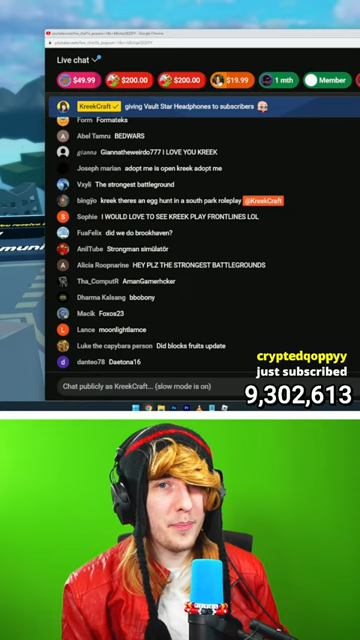 Live chat
$49.99
$200.00
$200.00
$19.99
1 mth
Member
KreekCraft giving Vault Star Headphones to subscribers
Form Formateks
Abel Tamru BEDWARS
gianna Giannatheweirdo777 I LOVE YOU KREEK
Joseph marian adopt me is open kreek adopt me
Vxyli The strongest battleground
bingÿo kreek theres an egg hunt in a south park roleplay @KreekCraft
Sophie I WOULD LOVE TO SEE KREEK PLAY FRONTLINES LOL
FuaFelix did we do brookhaven?
AnilTube Strongman simülatör
Alicia Roopnarine HEY PLZ THE STRONGEST BATTLEGROUNDS
Tha_ComputR AmanGamerhcker
Dharma Kalsang bbobony
Macik Foxos23
Lance moonlightlamce
Luke the capybara person Did blocks fruits update
danteo78 Daetona16
Chat publicly as KreekCraft... (slow mode is on)
cryptedqoppyy
just subscribed
9,302,613